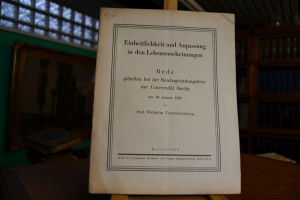 Einheitlichkeit und Anpassung
in den Lebenserscheinungen
Rede
gehalten bei der Reichsgründungsfeier
der Universität Berlin
am 18. Januar
von
Prof. Wilhelm Trendelenburg
Berlin